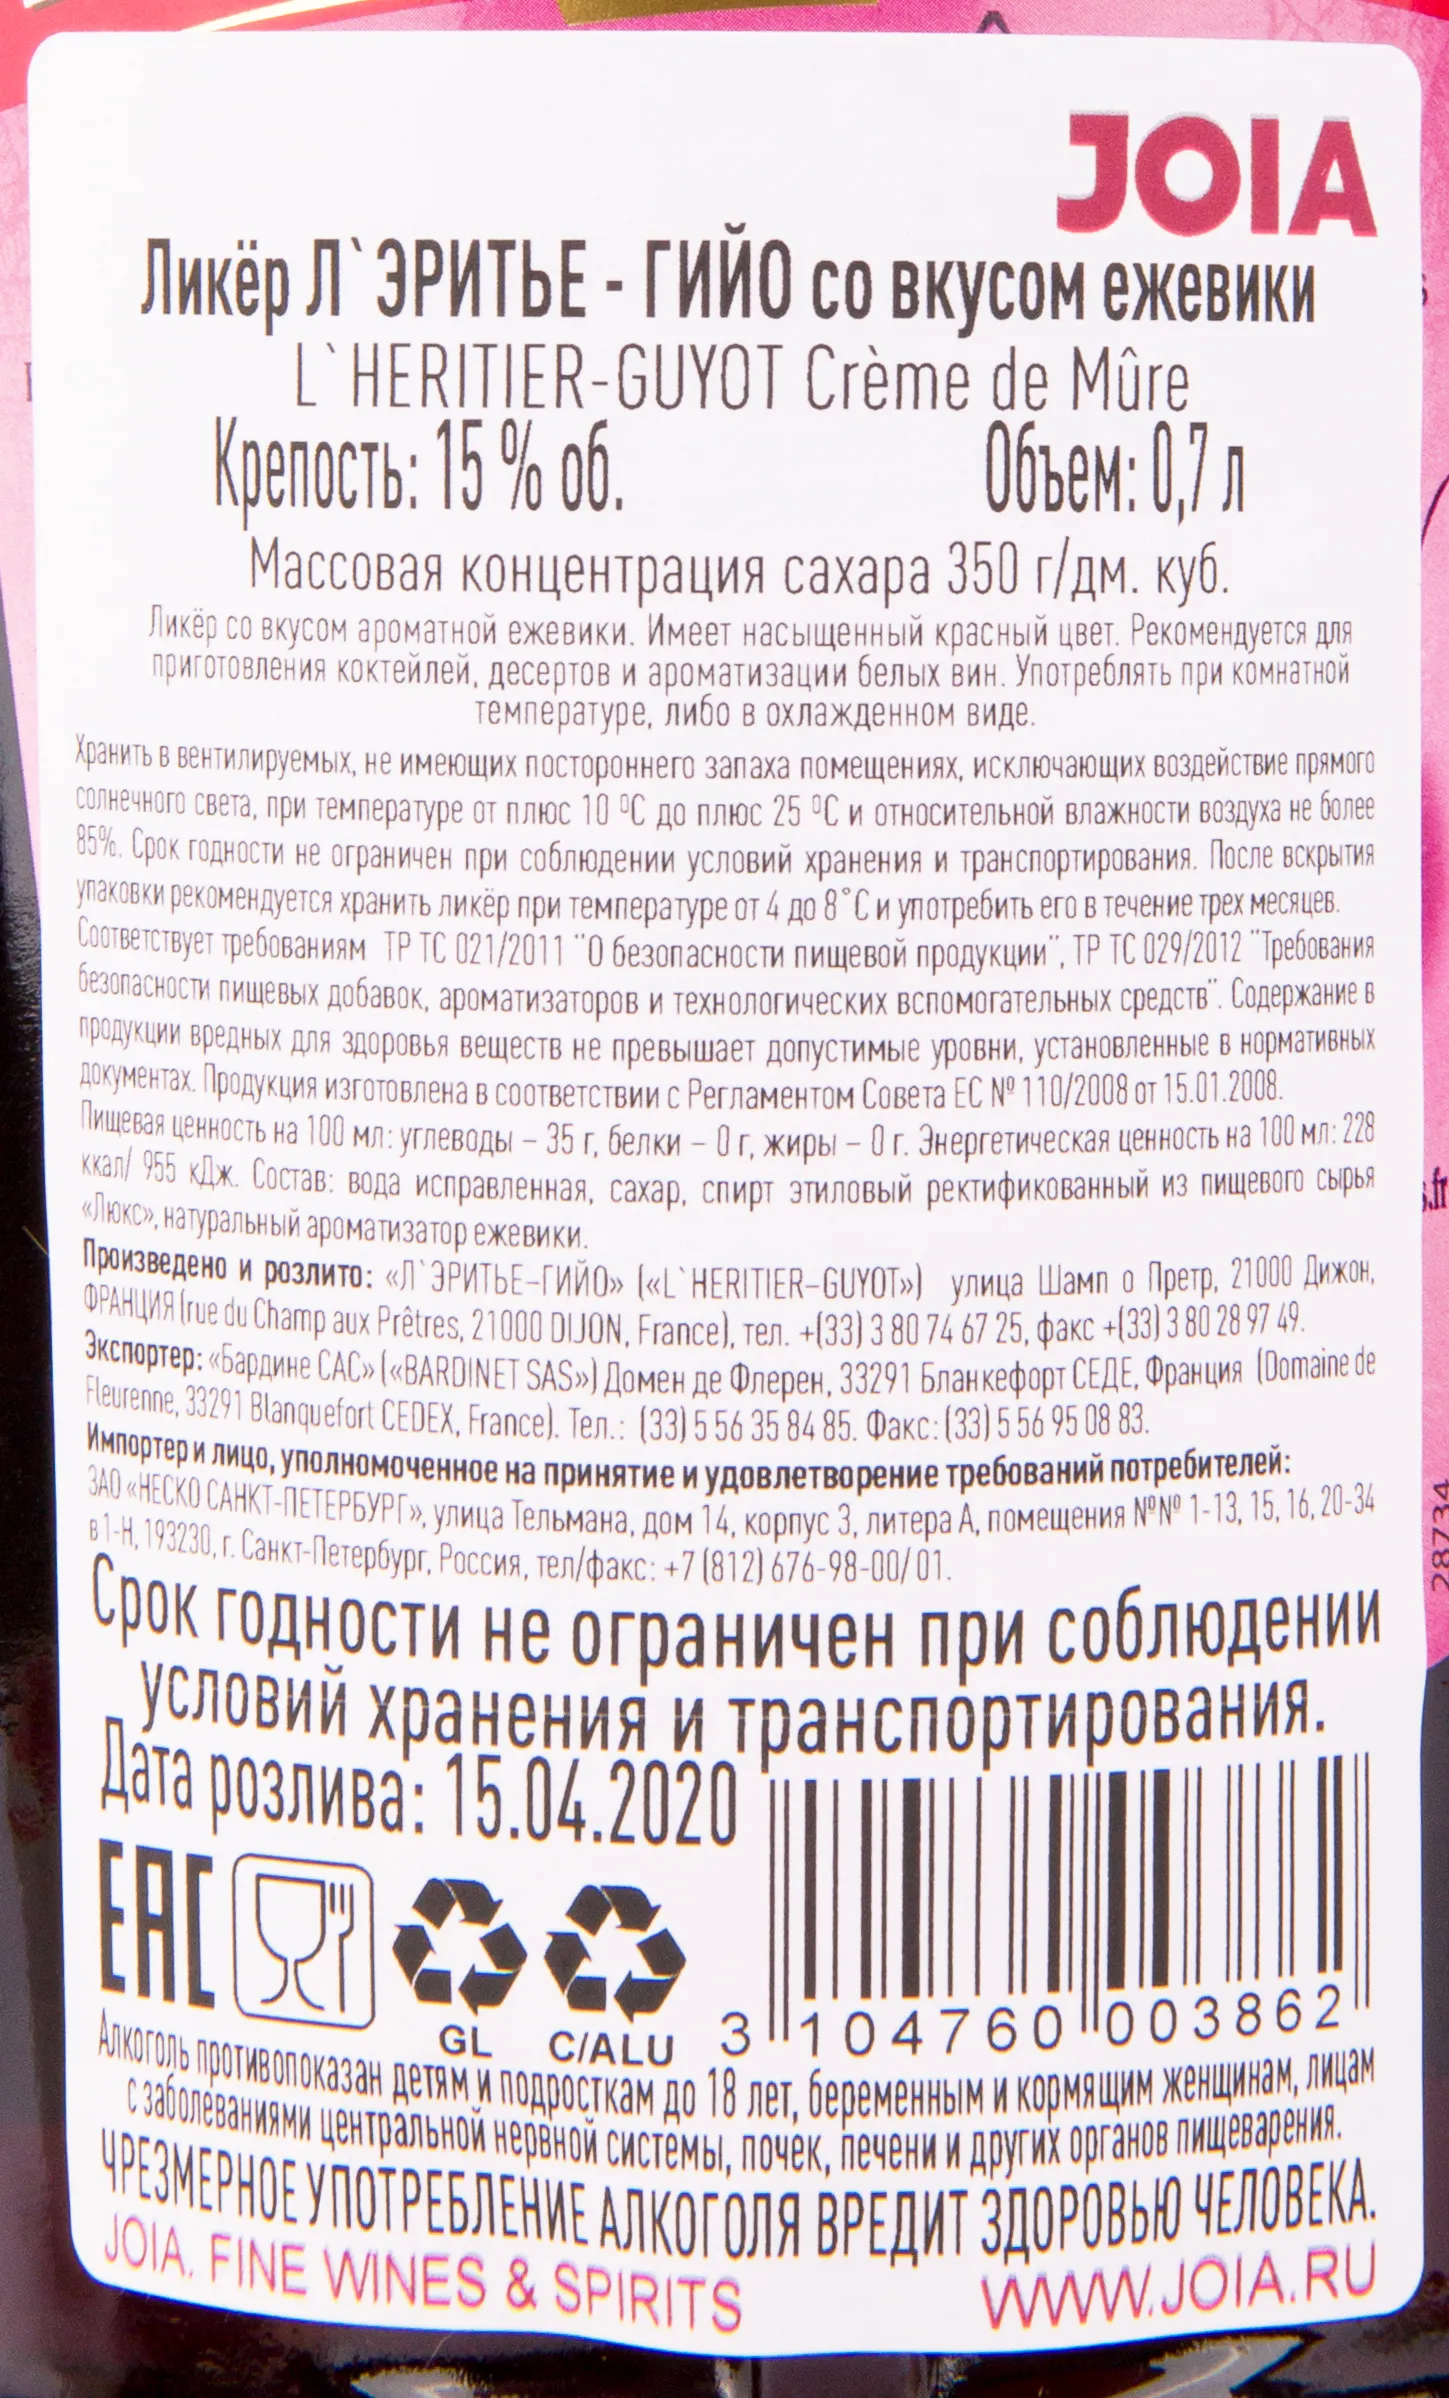 JOIA
Ликёр Л`ЭРИТЬЕ - ГИЙО со вкусом ежевики
L`HERITIER-GUYOT Crème de Mûre
Крепость: 15 % об. Объем: 0,7 л
Массовая концентрация сахара 350 г/дм. куб.
Ликёр со вкусом ароматной ежевики. Имеет насыщенный красный цвет. Рекомендуется для
приготовления коктейлей, десертов и ароматизации белых вин. Употреблять при комнатной
температуре, либо в охлажденном виде.
Хранить в вентилируемых, не имеющих постороннего запаха помещениях, исключающих воздействие прямого
солнечного света, при температуре от плюс 10 ºС до плюс 25 ºС и относительной влажности воздуха не более
85%. Срок годности не ограничен при соблюдении условий хранения и транспортирования. После вскрытия
упаковки рекомендуется хранить ликёр при температуре от 4 до 8˚С и употребить его в течение трех месяцев.
Соответствует требованиям ТР ТС 021/2011 "О безопасности пищевой продукции", ТР ТС 029/2012 "Требования
безопасности пищевых добавок, ароматизаторов и технологических вспомогательных средств". Содержание в
продукции вредных для здоровья веществ не превышает допустимые уровни, установленные в нормативных
документах. Продукция изготовлена в соответствии с Регламентом Совета ЕС № 110/2008 от 15.01.2008.
Пищевая ценность на 100 мл: углеводы – 35 г, белки – 0 г, жиры – 0 г. Энергетическая ценность на 100 мл: 228
ккал/ 955 кДж. Состав: вода исправленная, сахар, спирт этиловый ректификованный из пищевого сырья
«Люкс», натуральный ароматизатор ежевики.
Произведено и розлито: «Л`ЭРИТЬЕ-ГИЙО» («L`HERITIER-GUYOT») улица Шамп о Претр, 21000 Дижон,
ФРАНЦИЯ (rue du Champ aux Prêtres, 21000 DIJON, France), тел. +(33) 3 80 74 67 25, факс +(33) 3 80 28 97 49.
Экспортер: «Бардине САС» («BARDINET SAS») Домен де Флерен, 33291 Бланкефорт СЕДЕ, Франция (Domaine de
Fleurenne, 33291 Blanquefort CEDEX, France). Тел.: (33) 5 56 35 84 85. Факс: (33) 5 56 95 08 83.
Импортер и лицо, уполномоченное на принятие и удовлетворение требований потребителей:
ЗАО «НЕСКО САНКТ-ПЕТЕРБУРГ», улица Тельмана, дом 14, корпус 3, литера А, помещения №№ 1-13, 15, 16, 20-34
в 1-Н, 193230, г. Санкт-Петербург, Россия, тел/факс: +7 (812) 676-98-00/ 01.
Срок годности не ограничен при соблюдении
условий хранения и транспортирования.
Дата розлива: 15.04.2020
EAC
GL C/ALU 3 104760 003862
Алкоголь противопоказан детям и подросткам до 18 лет, беременным и кормящим женщинам, лицам
с заболеваниями центральной нервной системы, почек, печени и других органов пищеварения.
ЧРЕЗМЕРНОЕ УПОТРЕБЛЕНИЕ АЛКОГОЛЯ ВРЕДИТ ЗДОРОВЬЮ ЧЕЛОВЕКА.
JOIA. FINE WINES & SPIRITS WWW.JOIA.RU
28734